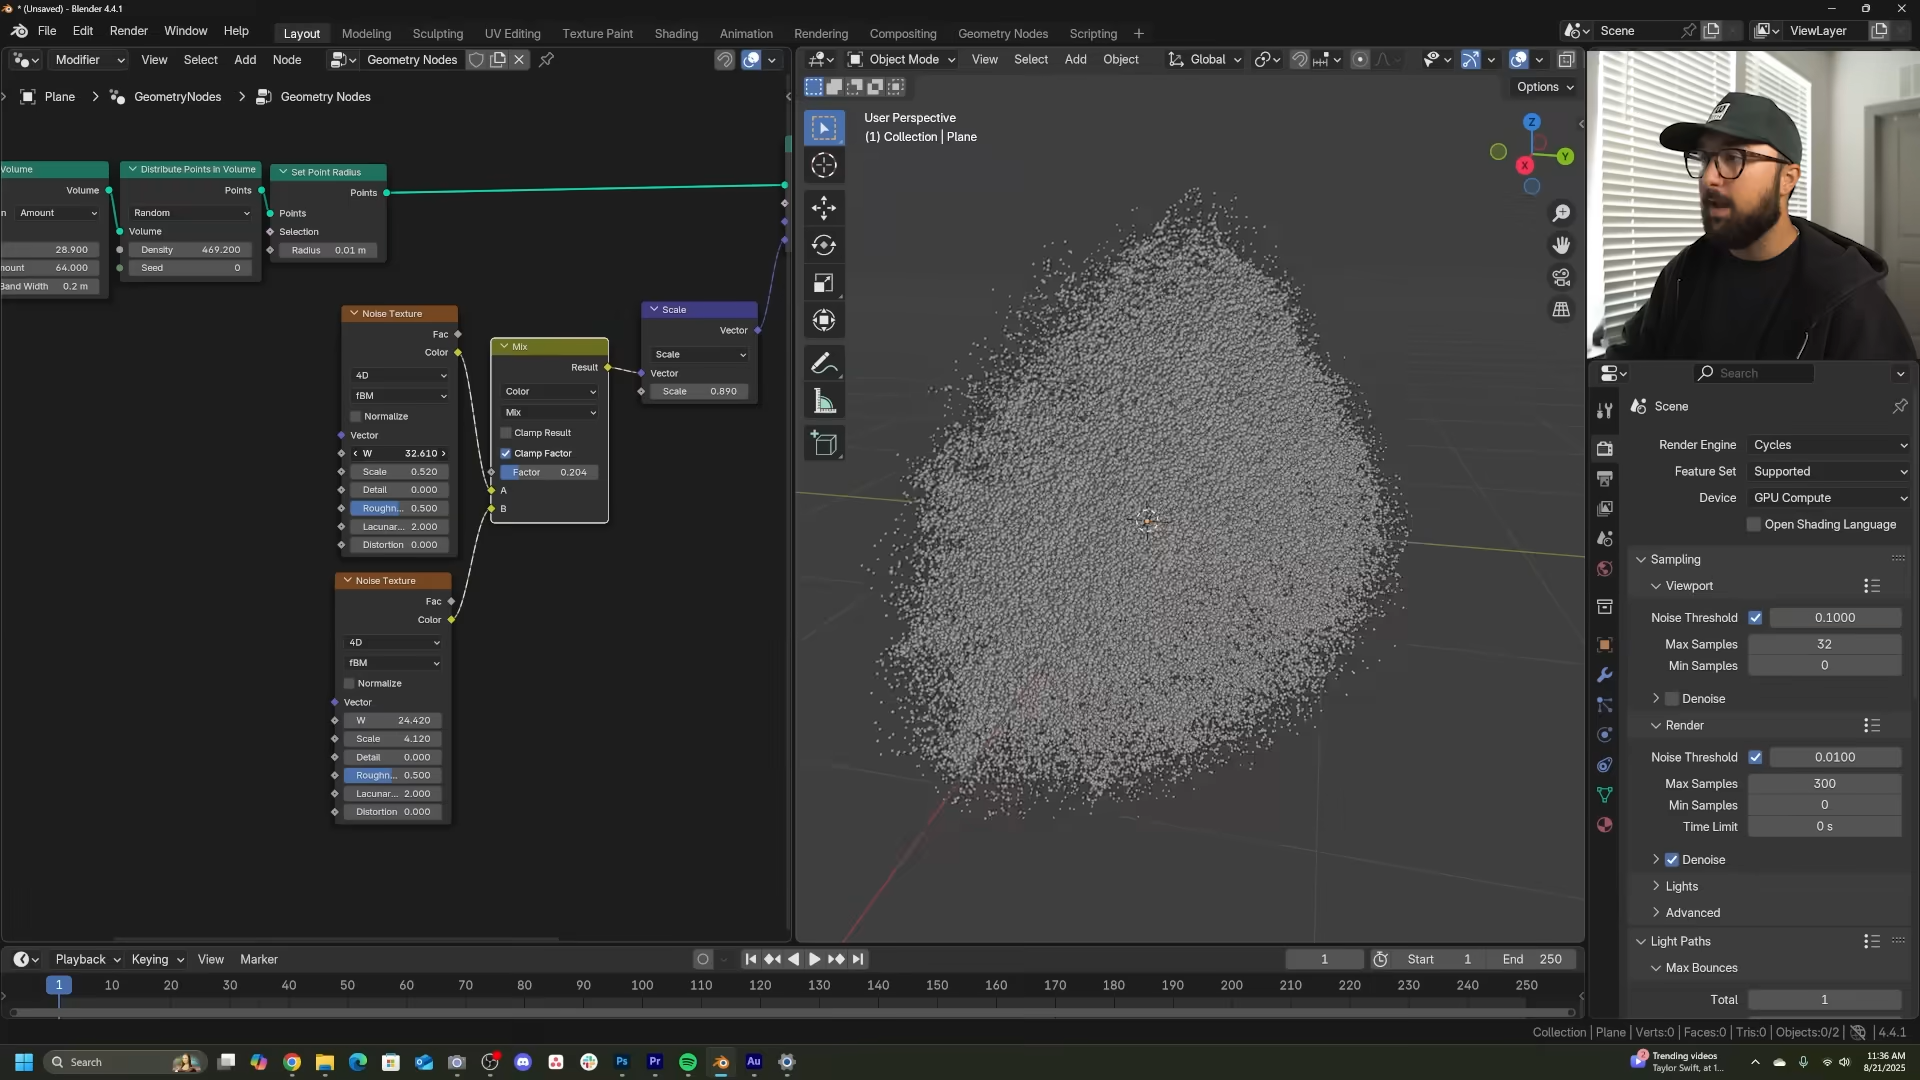 * (Unsaved) - Blender 4.4.1
File Edit Render Window Help
Layout Modeling Sculpting UV Editing Texture Paint Shading Animation Rendering Compositing Geometry Nodes Scripting
Scene
ViewLayer
Modifier View Select Add Node
Geometry Nodes
Object Mode View Select Add Object
Global
Plane GeometryNodes Geometry Nodes
Options
User Perspective
(1) Collection | Plane
Z
Y
X
Volume
Volume
Amount
28.900
64.000
Band Width 0.2 m
Distribute Points in Volume
Points
Random
Volume
Density 469.200
Seed 0
Set Point Radius
Points
Points
Selection
Radius 0.01 m
Noise Texture
Fac
Color
4D
fBM
Normalize
Vector
W 32.610
Scale 0.520
Detail 0.000
Roughn... 0.500
Lacunar... 2.000
Distortion 0.000
Mix
Result
Color
Mix
Clamp Result
Clamp Factor
Factor 0.204
A
B
Scale
Vector
Scale
Vector
Scale 0.890
Noise Texture
Fac
Color
4D
fBM
Normalize
Vector
W 24.420
Scale 4.120
Detail 0.000
Roughn... 0.500
Lacunar... 2.000
Distortion 0.000
Search
Scene
Render Engine Cycles
Feature Set Supported
Device GPU Compute
Open Shading Language
Sampling
Viewport
Noise Threshold 0.1000
Max Samples 32
Min Samples 0
Denoise
Render
Noise Threshold 0.0100
Max Samples 300
Min Samples 0
Time Limit 0 s
Denoise
Lights
Advanced
Light Paths
Max Bounces
Total 1
Playback Keying View Marker
1
Start 1
End 250
1 10 20 30 40 50 60 70 80 90 100 110 120 130 140 150 160 170 180 190 200 210 220 230 240 250
Collection | Plane | Verts:0 | Faces:0 | Tris:0 | Objects:0/2 | 4.4.1
Search
Ps
Pr
Au
Trending videos
Taylor Swift, at 1...
11:36 AM
8/21/2025